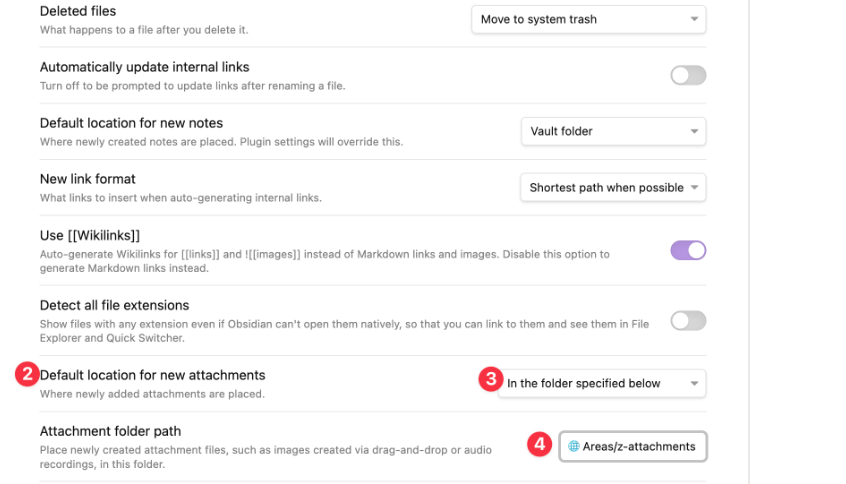 Deleted files
What happens to a file after you delete it.
Move to system trash
Automatically update internal links
Turn off to be prompted to update links after renaming a file.
Default location for new notes
Where newly created notes are placed. Plugin settings will override this.
Vault folder
New link format
What links to insert when auto-generating internal links.
Shortest path when possible
Use [[Wikilinks]]
Auto-generate Wikilinks for [[links]] and ![[images]] instead of Markdown links and images. Disable this option to
generate Markdown links instead.
Detect all file extensions
Show files with any extension even if Obsidian can't open them natively, so that you can link to them and see them in File
Explorer and Quick Switcher.
2
Default location for new attachments
Where newly added attachments are placed.
3
In the folder specified below
Attachment folder path
Place newly created attachment files, such as images created via drag-and-drop or audio
recordings, in this folder.
4
🌐 Areas/z-attachments